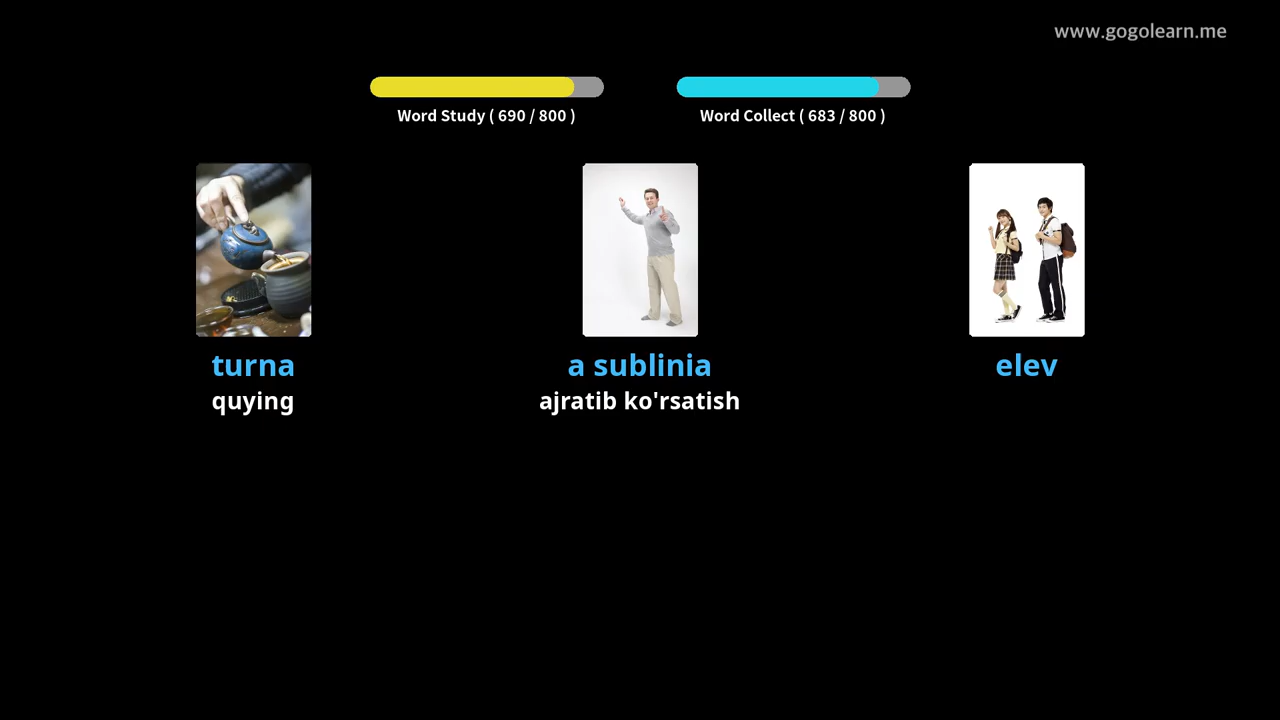 www.gogolearn.me
Word Study ( 690 / 800 )
Word Collect ( 683 / 800 )
turna
quying
a sublinia
ajratib ko'rsatish
elev